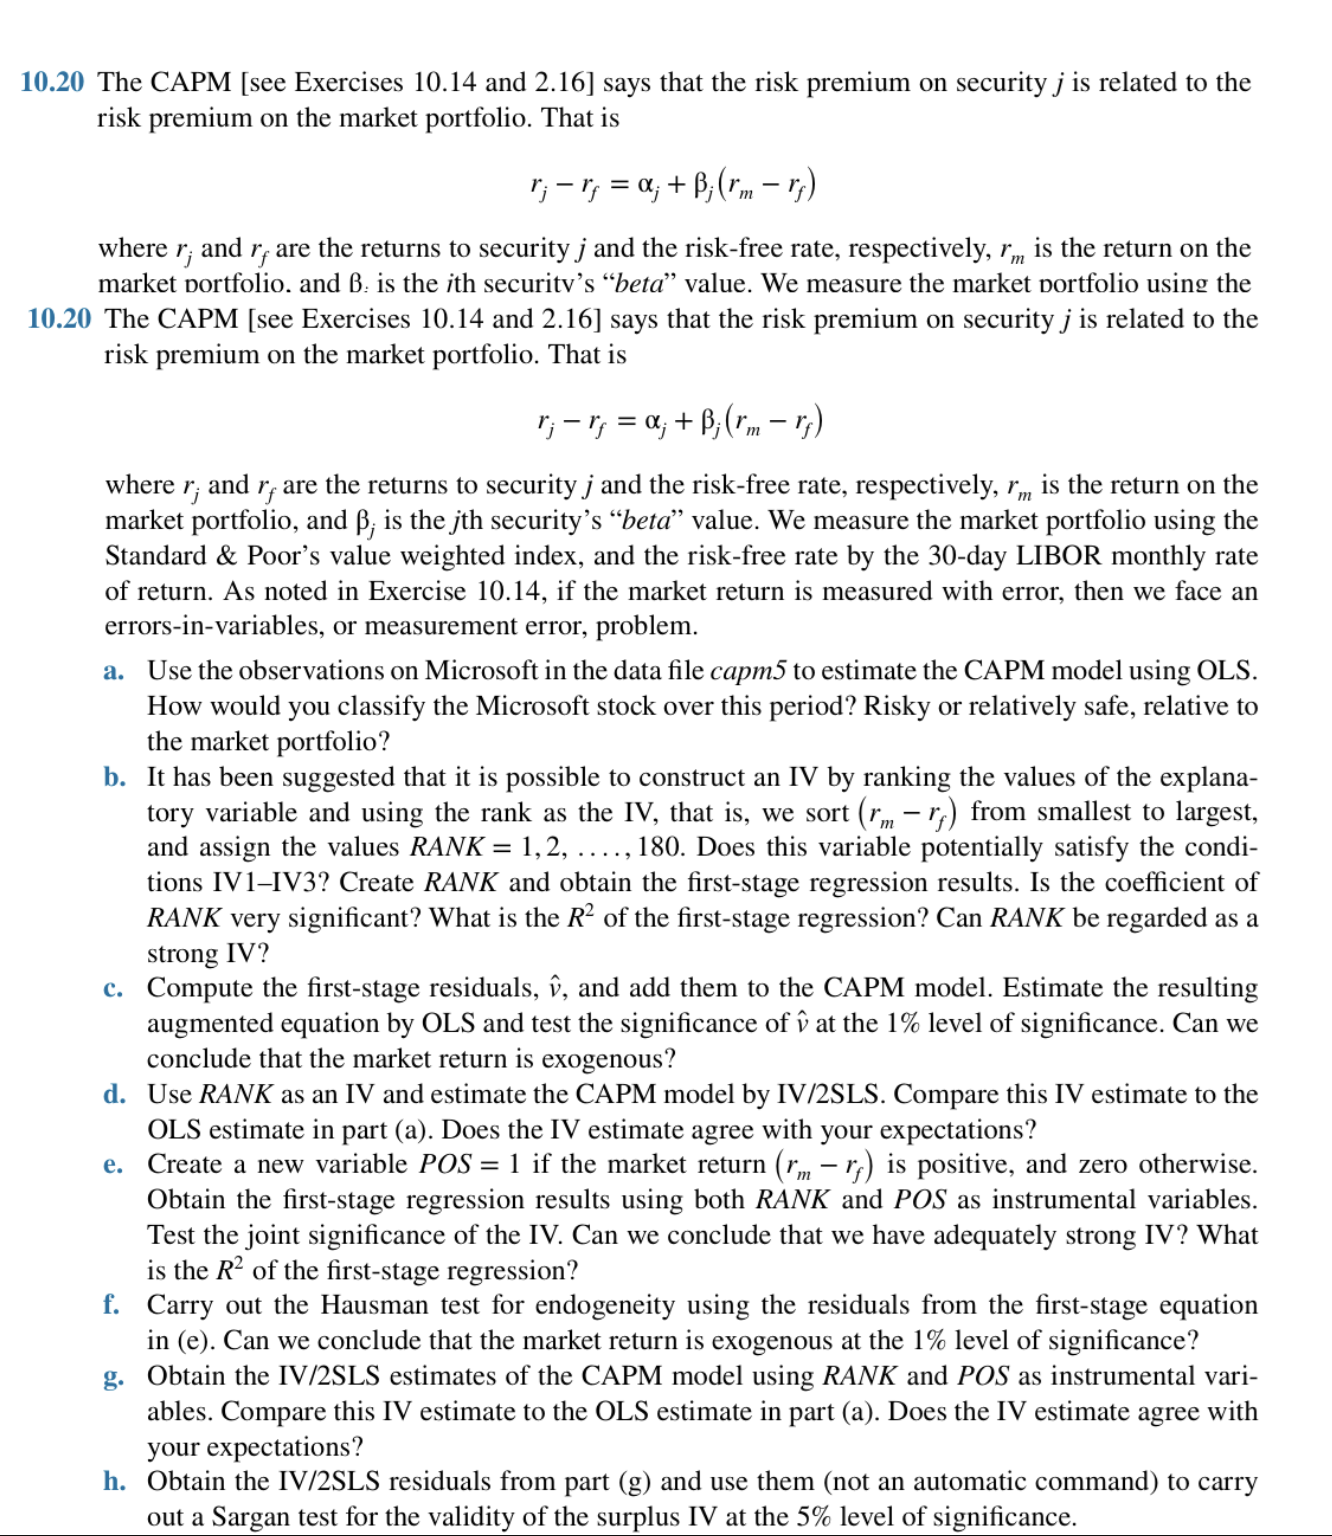 10.20 The CAPM [see Exercises 10.14 and 2.16] says that the risk premium on security j is related to the
risk premium on the market portfolio. That is
r_j − r_f = α_j + β_j(r_m − r_f)
where r_j and r_f are the returns to security j and the risk-free rate, respectively, r_m is the return on the
market portfolio, and β_j is the jth security’s “beta” value. We measure the market portfolio using the
10.20 The CAPM [see Exercises 10.14 and 2.16] says that the risk premium on security j is related to the
risk premium on the market portfolio. That is
r_j − r_f = α_j + β_j(r_m − r_f)
where r_j and r_f are the returns to security j and the risk-free rate, respectively, r_m is the return on the
market portfolio, and β_j is the jth security’s “beta” value. We measure the market portfolio using the
Standard & Poor’s value weighted index, and the risk-free rate by the 30-day LIBOR monthly rate
of return. As noted in Exercise 10.14, if the market return is measured with error, then we face an
errors-in-variables, or measurement error, problem.
a. Use the observations on Microsoft in the data file capm5 to estimate the CAPM model using OLS.
How would you classify the Microsoft stock over this period? Risky or relatively safe, relative to
the market portfolio?
b. It has been suggested that it is possible to construct an IV by ranking the values of the explana-
tory variable and using the rank as the IV, that is, we sort (r_m − r_f) from smallest to largest,
and assign the values RANK = 1, 2, . . . ., 180. Does this variable potentially satisfy the condi-
tions IV1–IV3? Create RANK and obtain the first-stage regression results. Is the coefficient of
RANK very significant? What is the R² of the first-stage regression? Can RANK be regarded as a
strong IV?
c. Compute the first-stage residuals, v̂, and add them to the CAPM model. Estimate the resulting
augmented equation by OLS and test the significance of v̂ at the 1% level of significance. Can we
conclude that the market return is exogenous?
d. Use RANK as an IV and estimate the CAPM model by IV/2SLS. Compare this IV estimate to the
OLS estimate in part (a). Does the IV estimate agree with your expectations?
e. Create a new variable POS = 1 if the market return (r_m − r_f) is positive, and zero otherwise.
Obtain the first-stage regression results using both RANK and POS as instrumental variables.
Test the joint significance of the IV. Can we conclude that we have adequately strong IV? What
is the R² of the first-stage regression?
f. Carry out the Hausman test for endogeneity using the residuals from the first-stage equation
in (e). Can we conclude that the market return is exogenous at the 1% level of significance?
g. Obtain the IV/2SLS estimates of the CAPM model using RANK and POS as instrumental vari-
ables. Compare this IV estimate to the OLS estimate in part (a). Does the IV estimate agree with
your expectations?
h. Obtain the IV/2SLS residuals from part (g) and use them (not an automatic command) to carry
out a Sargan test for the validity of the surplus IV at the 5% level of significance.